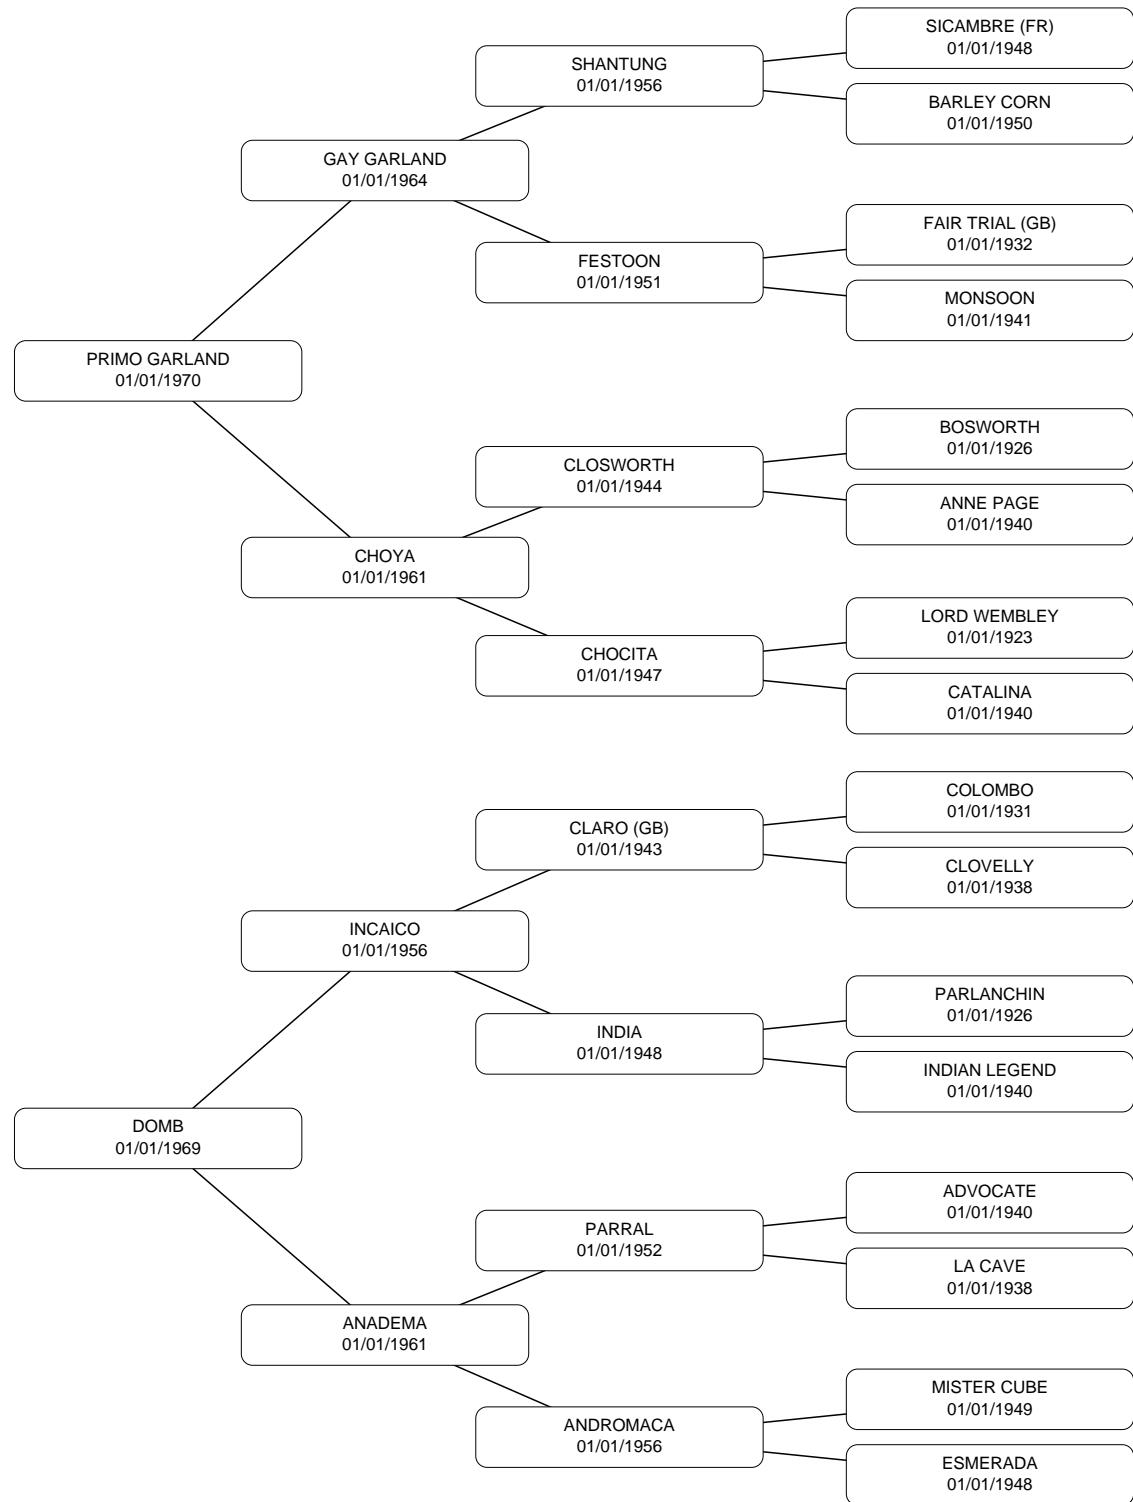 SICAMBRE (FR)
01/01/1948
SHANTUNG
01/01/1956
BARLEY CORN
01/01/1950
GAY GARLAND
01/01/1964
FAIR TRIAL (GB)
01/01/1932
FESTOON
01/01/1951
MONSOON
01/01/1941
PRIMO GARLAND
01/01/1970
BOSWORTH
01/01/1926
CLOSWORTH
01/01/1944
ANNE PAGE
01/01/1940
CHOYA
01/01/1961
LORD WEMBLEY
01/01/1923
CHOCITA
01/01/1947
CATALINA
01/01/1940
COLOMBO
01/01/1931
CLARO (GB)
01/01/1943
CLOVELLY
01/01/1938
INCAICO
01/01/1956
PARLANCHIN
01/01/1926
INDIA
01/01/1948
INDIAN LEGEND
01/01/1940
DOMB
01/01/1969
ADVOCATE
01/01/1940
PARRAL
01/01/1952
LA CAVE
01/01/1938
ANADEMA
01/01/1961
MISTER CUBE
01/01/1949
ANDROMACA
01/01/1956
ESMERADA
01/01/1948